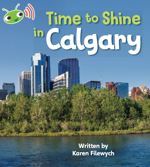 Time to Shine
in Calgary
Written by
Karen Filewych